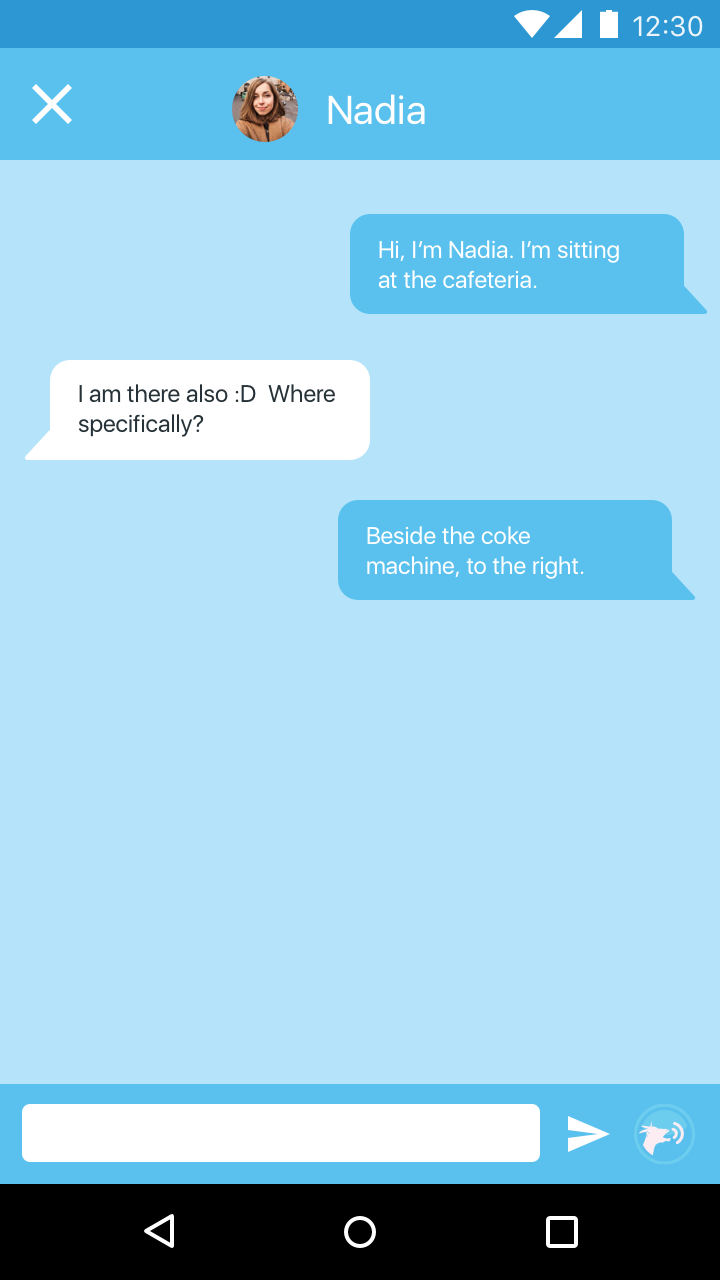 12:30
Nadia
Hi, I’m Nadia. I’m sitting
at the cafeteria.
I am there also :D  Where
specifically?
Beside the coke
machine, to the right.